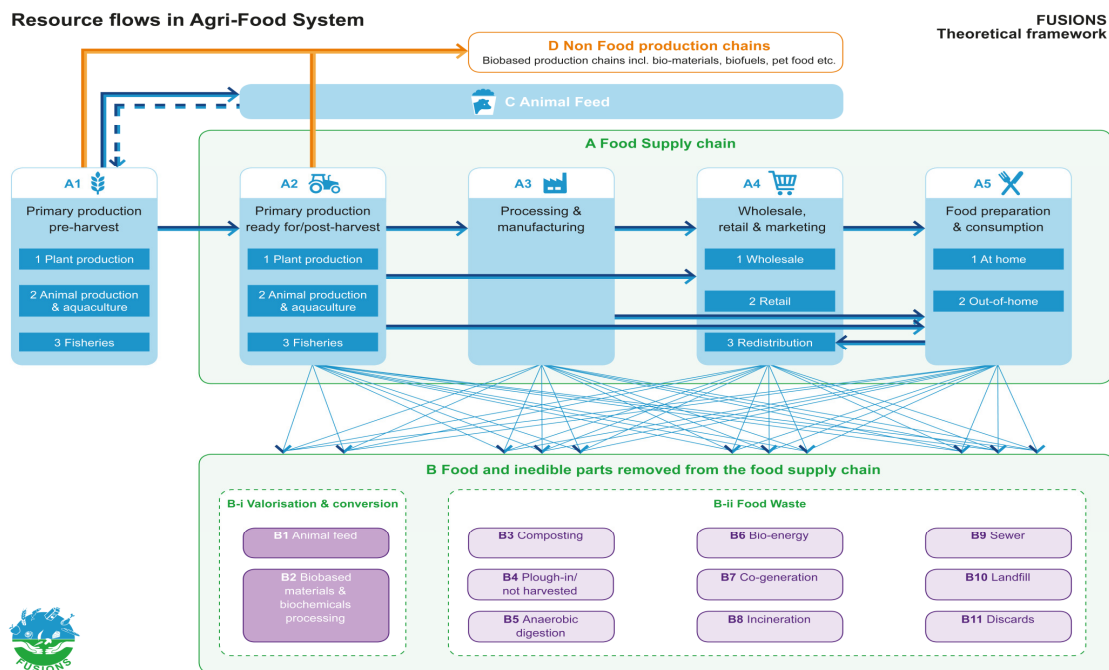 Resource flows in Agri-Food System
FUSIONS
Theoretical framework
D Non Food production chains
Biobased production chains incl. bio-materials, biofuels, pet food etc.
C Animal Feed
A Food Supply chain
A1
Primary production
pre-harvest
1 Plant production
2 Animal production
& aquaculture
3 Fisheries
A2
Primary production
ready for/post-harvest
1 Plant production
2 Animal production
& aquaculture
3 Fisheries
A3
Processing &
manufacturing
A4
Wholesale,
retail & marketing
1 Wholesale
2 Retail
3 Redistribution
A5
Food preparation
& consumption
1 At home
2 Out-of-home
B Food and inedible parts removed from the food supply chain
B-i Valorisation & conversion
B1 Animal feed
B2 Biobased
materials &
biochemicals
processing
B-ii Food Waste
B3 Composting
B4 Plough-in/
not harvested
B5 Anaerobic
digestion
B6 Bio-energy
B7 Co-generation
B8 Incineration
B9 Sewer
B10 Landfill
B11 Discards
FUSIONS